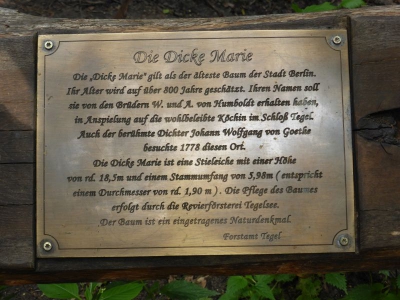 Die Dicke Marie
Die „Dicke Marie“ gilt als der älteste Baum der Stadt Berlin.
Ihr Alter wird auf über 800 Jahre geschätzt. Ihren Namen soll
sie von den Brüdern W. und A. von Humboldt erhalten haben,
in Anspielung auf die wohlbeleibte Köchin im Schloß Tegel.
Auch der berühmte Dichter Johann Wolfgang von Goethe
besuchte 1778 diesen Ort.
Die Dicke Marie ist eine Stieleiche mit einer Höhe
von rd. 18,5m und einem Stammumfang von 5,98m ( entspricht
einem Durchmesser von rd. 1,90 m ) . Die Pflege des Baumes
erfolgt durch die Revierförsterei Tegelsee.
Der Baum ist ein eingetragenes Naturdenkmal.
Forstamt Tegel